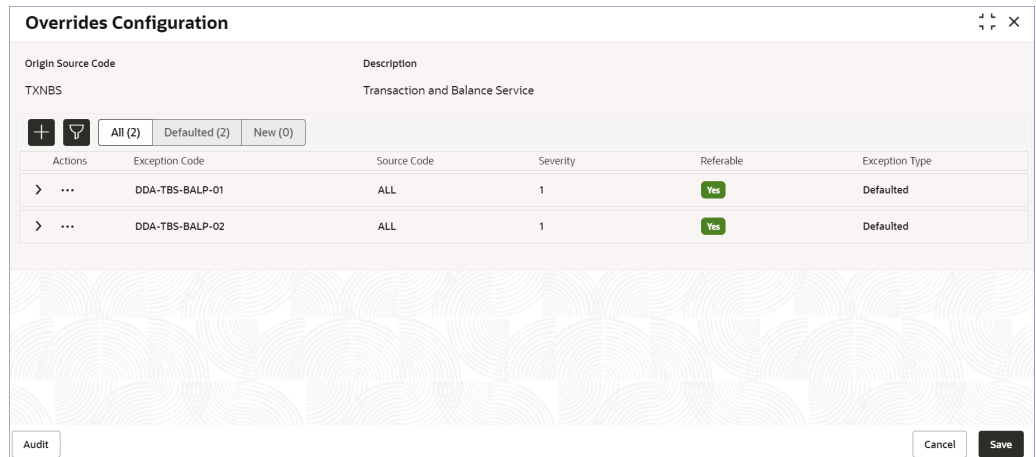 Overrides Configuration
Origin Source Code Description
TXNBS Transaction and Balance Service
All (2) Defaulted (2) New (0)
Actions Exception Code Source Code Severity Referable Exception Type
DDA-TBS-BALP-01 ALL 1 Yes Defaulted
DDA-TBS-BALP-02 ALL 1 Yes Defaulted
Audit Cancel Save